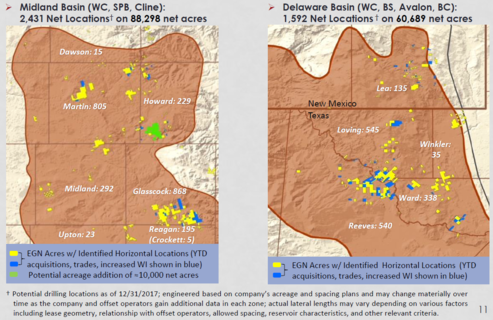 ➤ Midland Basin (WC, SPB, Cline):
2,431 Net Locations† on 88,298 net acres
Dawson: 15
Martin: 805
Howard: 229
Midland: 292
Glasscock: 868
Upton: 23
Reagan: 195
(Crockett: 5)
EGN Acres w/ Identified Horizontal Locations (YTD
acquisitions, trades, increased WI shown in blue)
Potential acreage addition of ≈10,000 net acres
➤ Delaware Basin (WC, BS, Avalon, BC):
1,592 Net Locations† on 60,689 net acres
Lea: 135
New Mexico
Texas
Loving: 545
Winkler:
35
Ward: 338
Reeves: 540
EGN Acres w/ Identified Horizontal Locations (YTD
acquisitions, trades, increased WI shown in blue)
† Potential drilling locations as of 12/31/2017; engineered based on company's acreage and spacing plans and may change materially over
time as the company and offset operators gain additional data in each zone; actual lateral lengths may vary depending on various factors
including lease geometry, relationship with offset operators, allowed spacing, reservoir characteristics, and other relevant criteria.
11